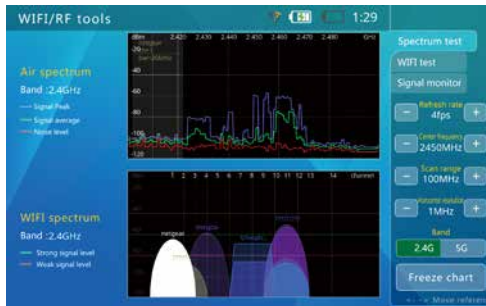 WIFI/RF tools
1:29
Air spectrum
Band :2.4GHz
Signal Peak
Signal average
Noise level
dBm 2.420 2.430 2.440 2.450 2.460 2.470 2.480 GHz
-20
-40
-60
-80
-100
-120
WIFI spectrum
Band :2.4GHz
Strong signal level
Weak signal level
1 2 3 4 5 6 7 8 9 10 11 12 13 14 channel
netgear
Spectrum test
WIFI test
Signal monitor
Refresh rate
4fps
Center frequency
2450MHz
Scan range
100MHz
1MHz
Band
2.4G 5G
Freeze chart